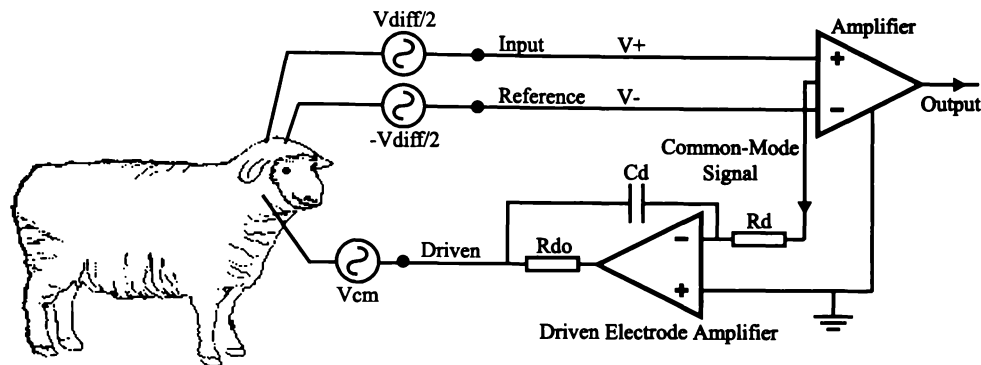 Vdiff/2
Amplifier
Input V+
+
Reference V-
-
-Vdiff/2
Output
Common-Mode
Signal
Cd
Rd
-
Driven
Rdo
Vcm
+
Driven Electrode Amplifier